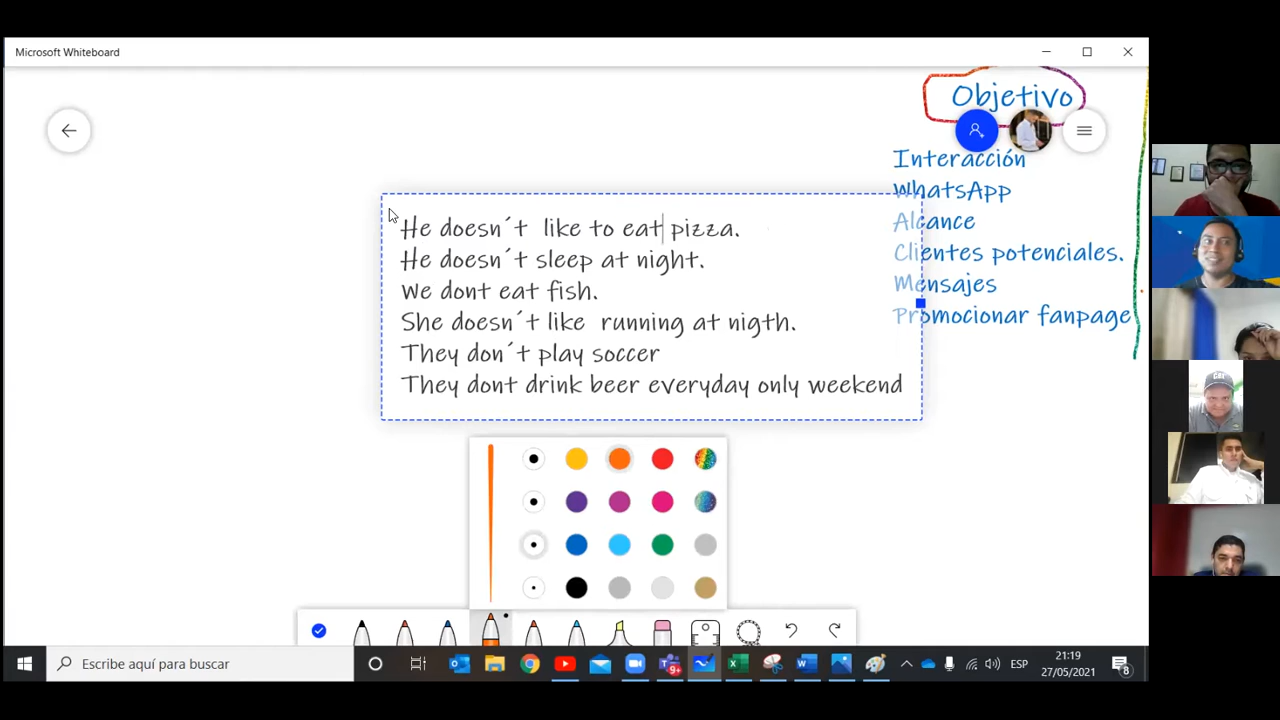 Microsoft Whiteboard
Objetivo
Interacción
WhatsApp
Alcance
Clientes potenciales.
Mensajes
Promocionar fanpage
He doesn´t  like to eat pizza.
He doesn´t sleep at night.
We dont eat fish.
She doesn´t like  running at nigth.
They don´t play soccer
They dont drink beer everyday only weekend
Escribe aquí para buscar
9+
ESP
21:19
27/05/2021
8